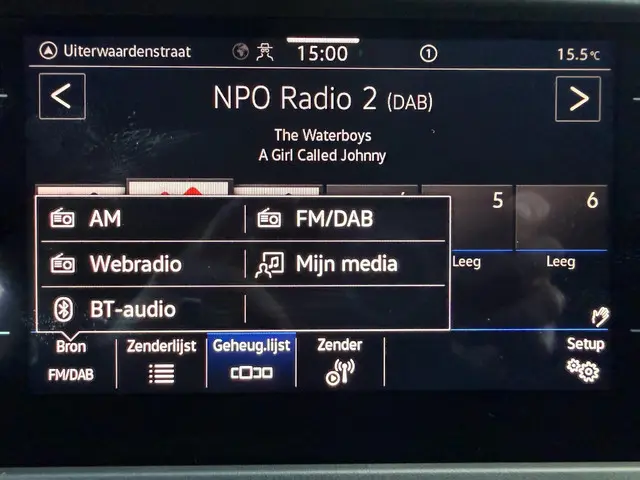 Uiterwaardenstraat 15:00 1 15.5°C
NPO Radio 2 (DAB)
The Waterboys
A Girl Called Johnny
5 6
AM FM/DAB
Webradio Mijn media
Leeg Leeg
BT-audio
Bron Zenderlijst Geheug.lijst Zender Setup
FM/DAB